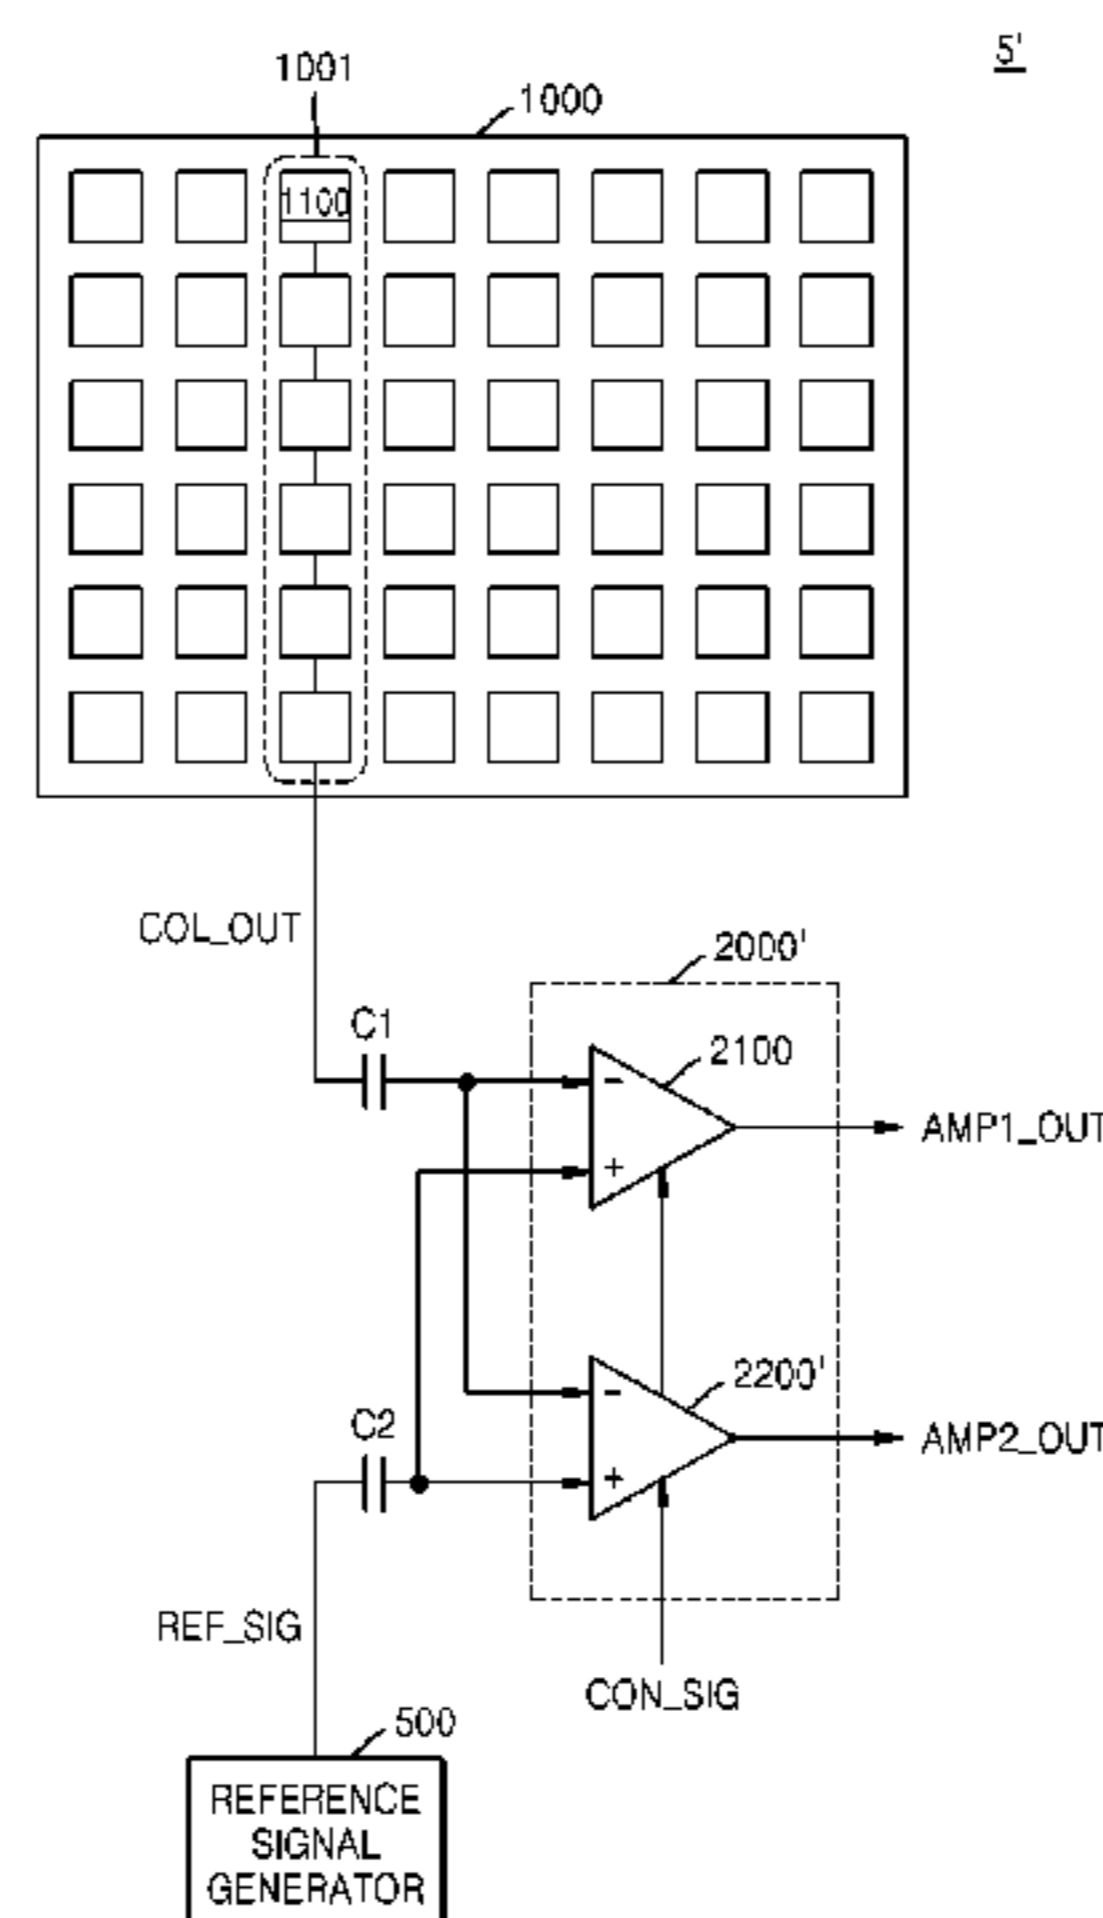 5'
1001
1000
1100
COL_OUT
2000'
C1
2100
- 
AMP1_OUT
+
2200'
C2
-
AMP2_OUT
+
REF_SIG
CON_SIG
500
REFERENCE
SIGNAL
GENERATOR